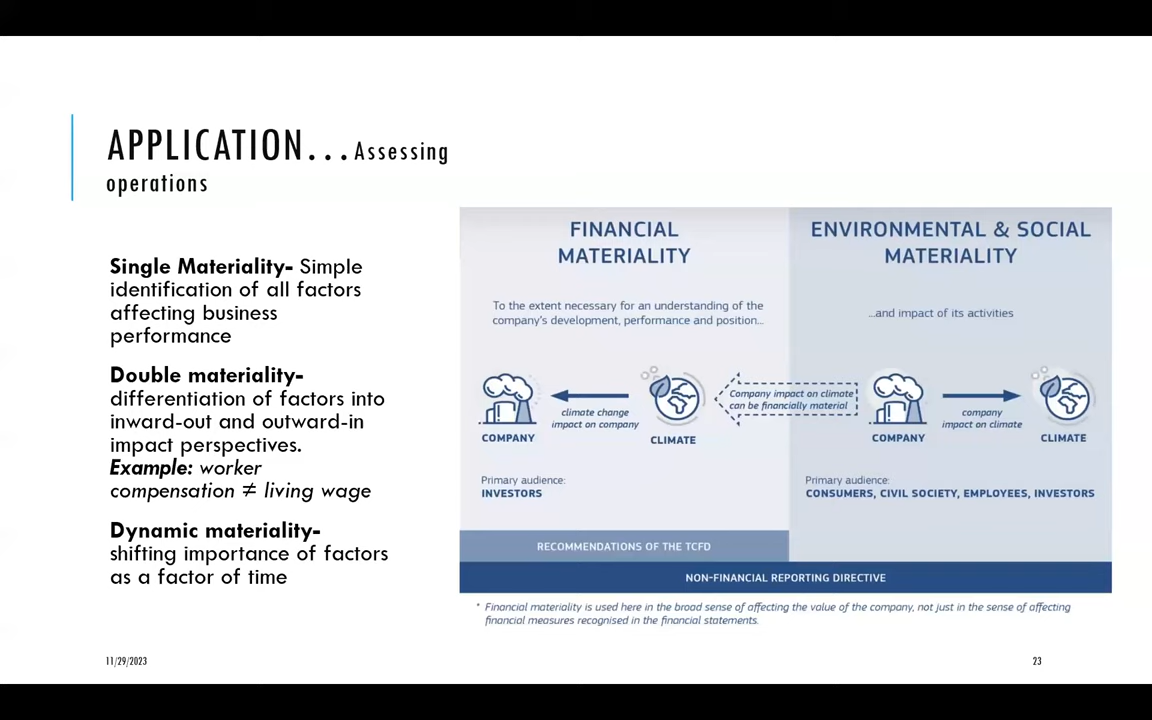 APPLICATION...Assessing
operations
Single Materiality- Simple
identification of all factors
affecting business
performance
Double materiality-
differentiation of factors into
inward-out and outward-in
impact perspectives.
Example: worker
compensation ≠ living wage
Dynamic materiality-
shifting importance of factors
as a factor of time
FINANCIAL
MATERIALITY
To the extent necessary for an understanding of the
company's development, performance and position...
COMPANY
climate change
impact on company
CLIMATE
Primary audience:
INVESTORS
RECOMMENDATIONS OF THE TCFD
Company impact on climate
can be financially material
ENVIRONMENTAL & SOCIAL
MATERIALITY
...and impact of its activities
COMPANY
company
impact on climate
CLIMATE
Primary audience:
CONSUMERS, CIVIL SOCIETY, EMPLOYEES, INVESTORS
NON-FINANCIAL REPORTING DIRECTIVE
* Financial materiality is used here in the broad sense of affecting the value of the company, not just in the sense of affecting
financial measures recognised in the financial statements.
11/29/2023
23